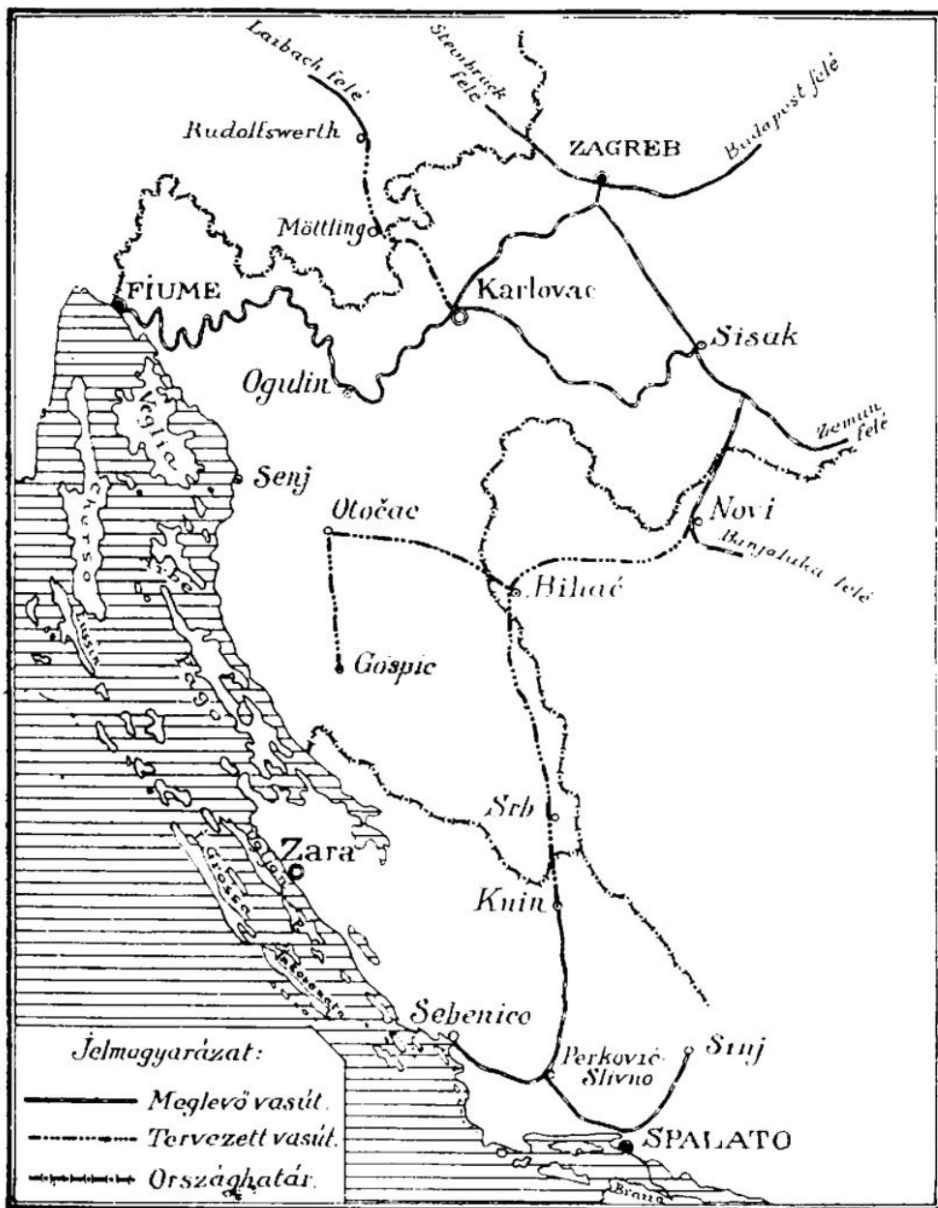 Laibach felé
Steinbrück
felé
Budapest felé
Rudolfswerth
ZAGREB
Möttling
FIUME
Karlovac
Sisak
Ogulin
Veglia
Zemun
felé
Senj
Cherso
Otočac
Novi
Banjaluka felé
Arbe
Bihać
Lussin
Gospic
Pago
Srb
Zara
Grossa
Knin
Sebenico
Sinj
Perković-
Slivno
SPALATO
Brazza
Jelmagyarázat:
Meglevő vasút.
Tervezett vasút.
Országhatár.